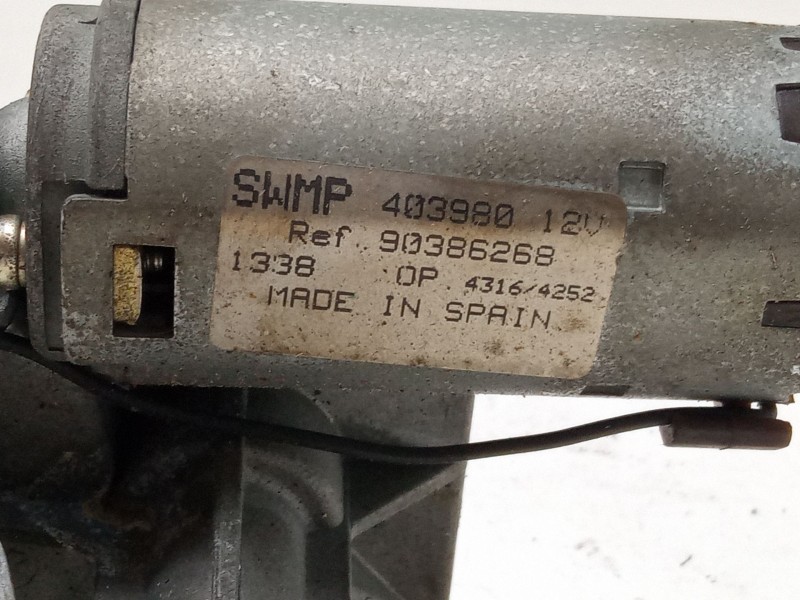 SWMP 403980 12V
Ref. 90386268
1338 OP. 4316/4252
MADE IN SPAIN